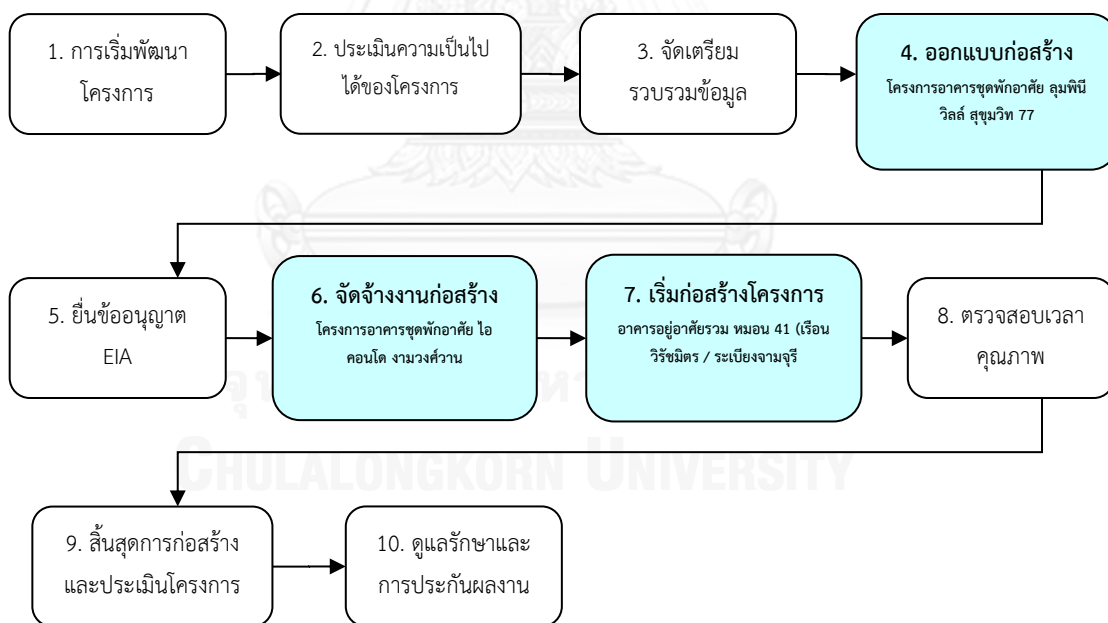 1. การเริ่มพัฒนา
โครงการ
2. ประเมินความเป็นไป
ได้ของโครงการ
3. จัดเตรียม
รวบรวมข้อมูล
4. ออกแบบก่อสร้าง
โครงการอาคารชุดพักอาศัย ลุมพินี
วิลล์ สุขุมวิท 77
5. ยื่นข้ออนุญาต
EIA
6. จัดจ้างงานก่อสร้าง
โครงการอาคารชุดพักอาศัย ไอ
คอนโด งามวงศ์วาน
7. เริ่มก่อสร้างโครงการ
อาคารอยู่อาศัยรวม หมอน 41 (เรือน
วิรัชมิตร / ระเบียงจามจุรี
8. ตรวจสอบเวลา
คุณภาพ
CHULALONGKORN UNIVERSITY
9. สิ้นสุดการก่อสร้าง
และประเมินโครงการ
10. ดูแลรักษาและ
การประกันผลงาน